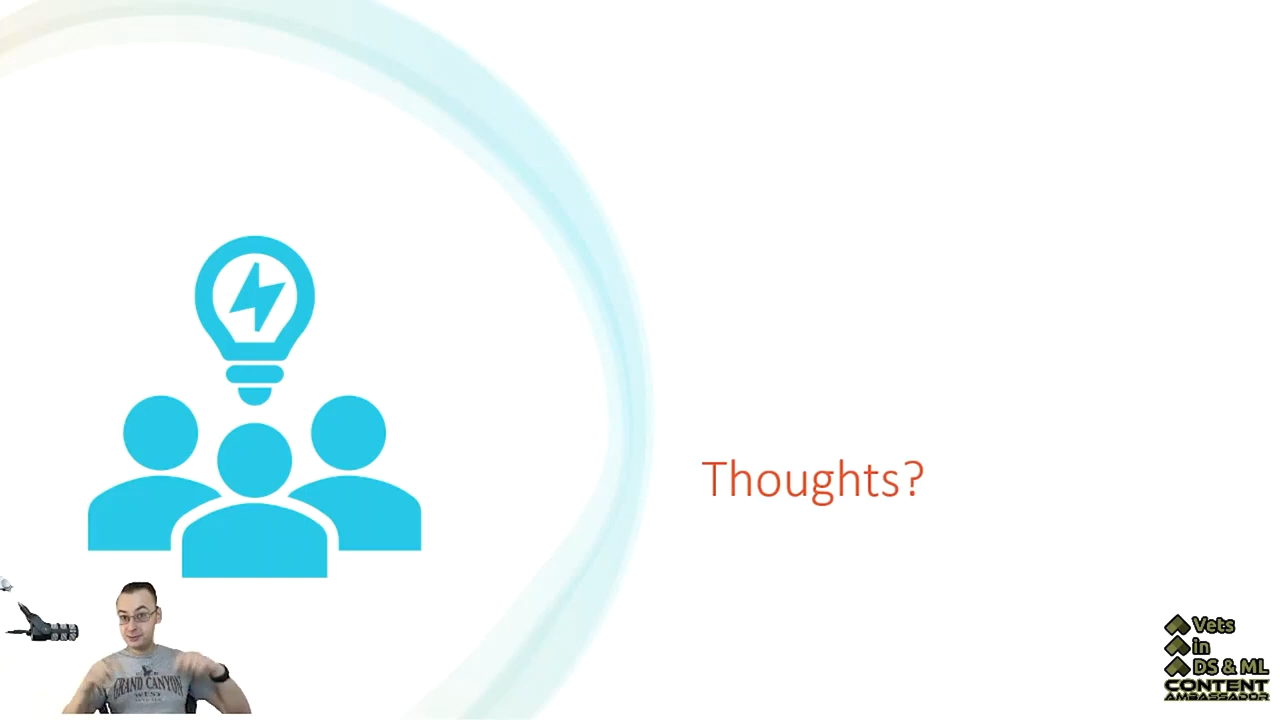 Thoughts?
GRAND CANYON
WEST
Vets
in
DS & ML
CONTENT
AMBASSADOR